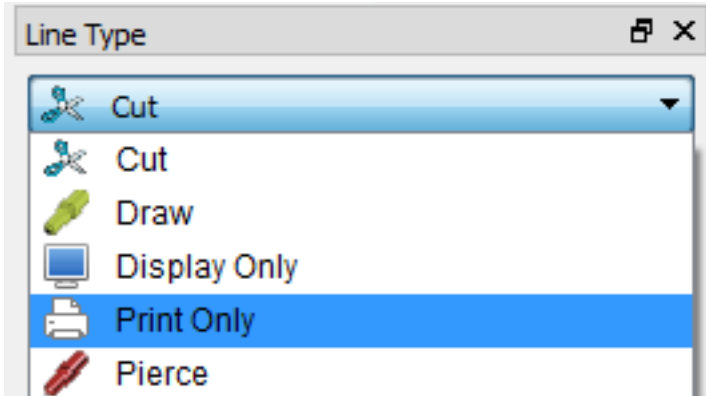 Line Type
Cut
Cut
Draw
Display Only
Print Only
Pierce